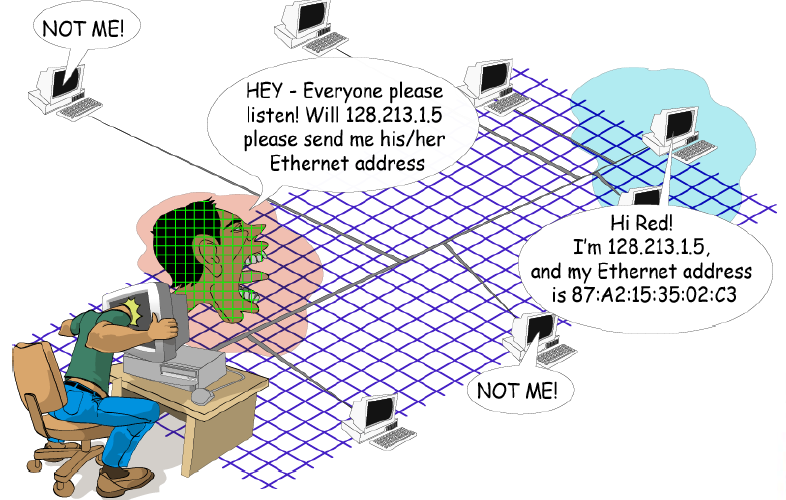 NOT ME!
HEY - Everyone please
listen! Will 128.213.1.5
please send me his/her
Ethernet address
Hi Red!
I'm 128.213.1.5,
and my Ethernet address
is 87:A2:15:35:02:C3
NOT ME!